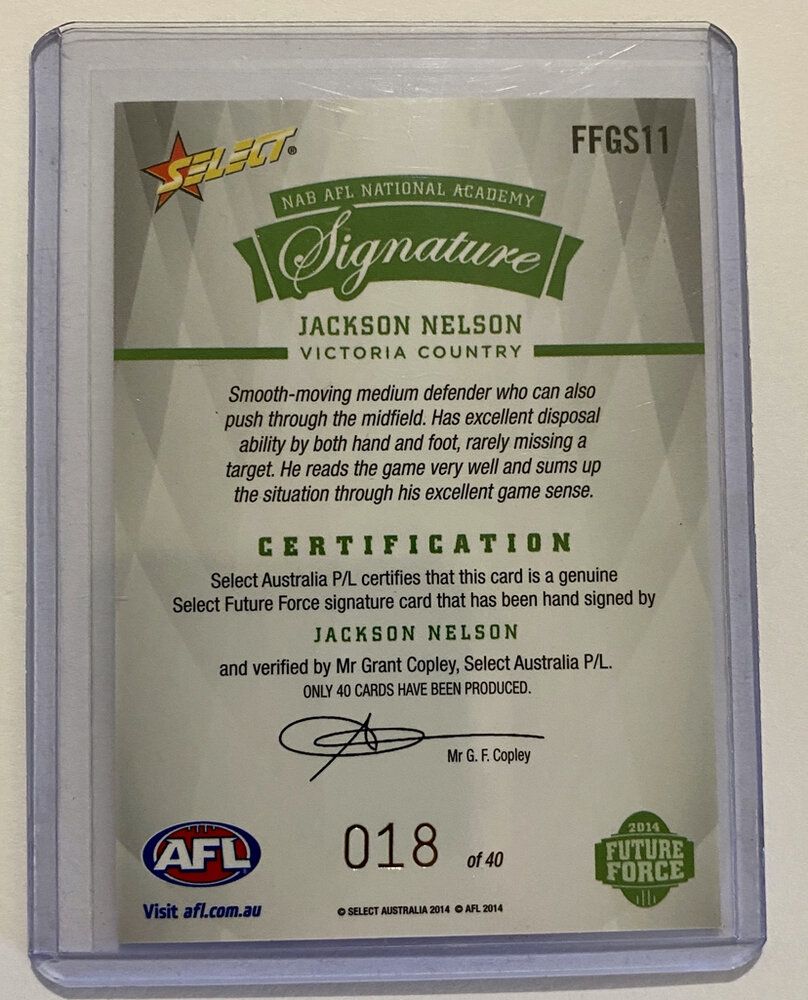 SELECT®
FFGS11
NAB AFL NATIONAL ACADEMY
Signature
JACKSON NELSON
VICTORIA COUNTRY
Smooth-moving medium defender who can also
push through the midfield. Has excellent disposal
ability by both hand and foot, rarely missing a
target. He reads the game very well and sums up
the situation through his excellent game sense.
CERTIFICATION
Select Australia P/L certifies that this card is a genuine
Select Future Force signature card that has been hand signed by
JACKSON NELSON
and verified by Mr Grant Copley, Select Australia P/L.
ONLY 40 CARDS HAVE BEEN PRODUCED.
Mr G. F. Copley
AFL
Visit afl.com.au
018 of 40
2014
FUTURE
FORCE
© SELECT AUSTRALIA 2014 © AFL 2014